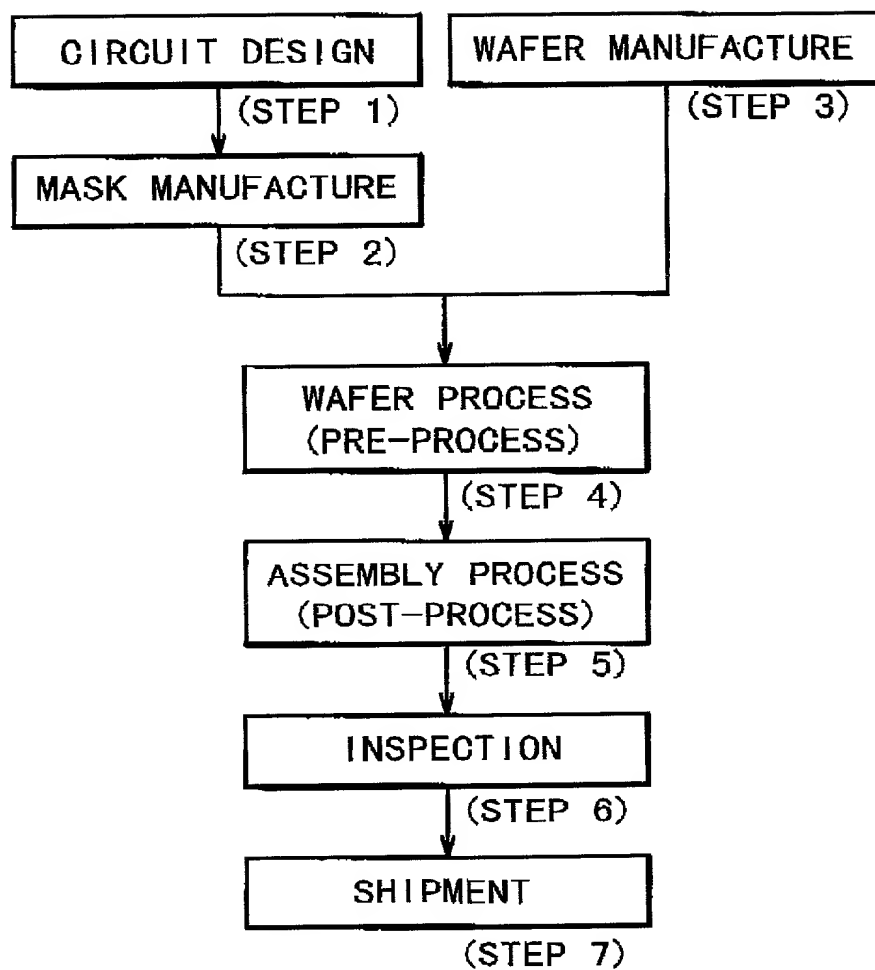 CIRCUIT DESIGN
(STEP 1)
WAFER MANUFACTURE
(STEP 3)
MASK MANUFACTURE
(STEP 2)
WAFER PROCESS
(PRE-PROCESS)
(STEP 4)
ASSEMBLY PROCESS
(POST-PROCESS)
(STEP 5)
INSPECTION
(STEP 6)
SHIPMENT
(STEP 7)